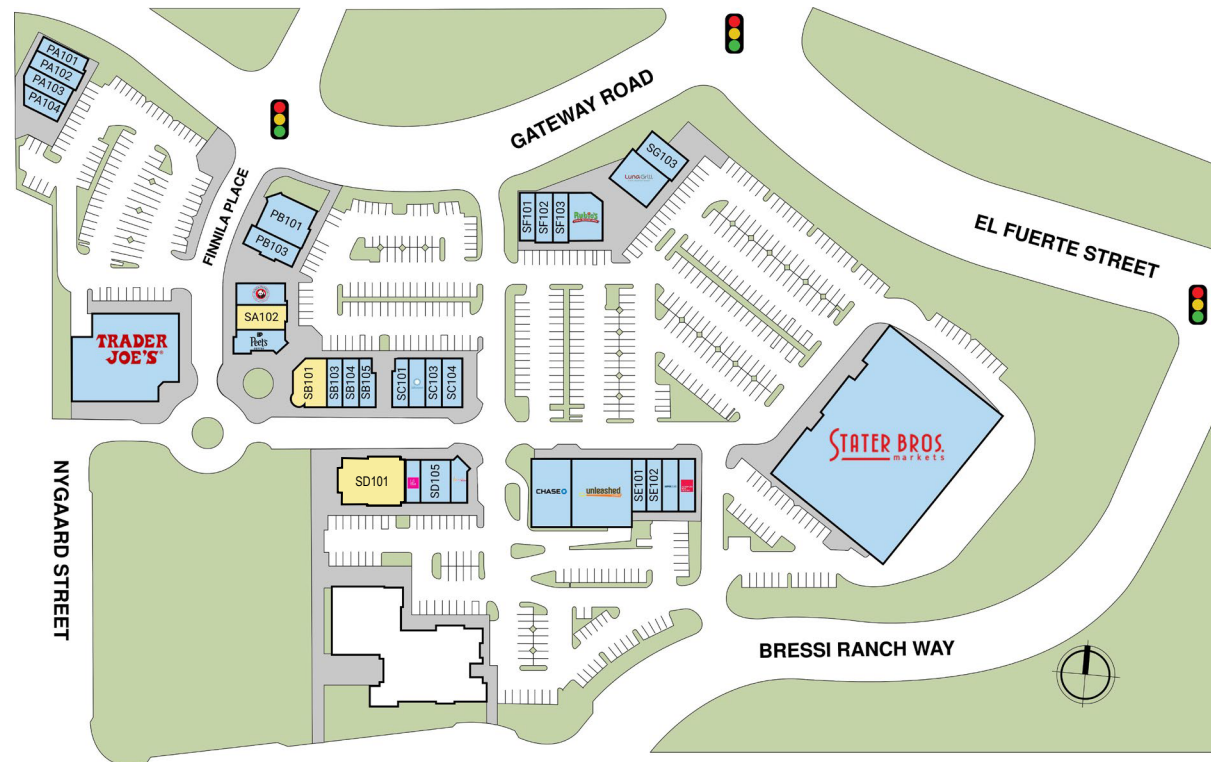 PA101
PA102
PA103
PA104
GATEWAY ROAD
SG103
LUNAGRILL
FINNILA PLACE
PB101
PB103
SF101
SF102
SF103
Rubio's
EL FUERTE STREET
SA102
Peet's
TRADER
JOE'S
SB101
SB103
SB104
SB105
SC101
SC103
SC104
STATER BROS.
markets
NYGAARD STREET
SD101
SD105
CHASE
unleashed
SE101
SE102
BRESSI RANCH WAY